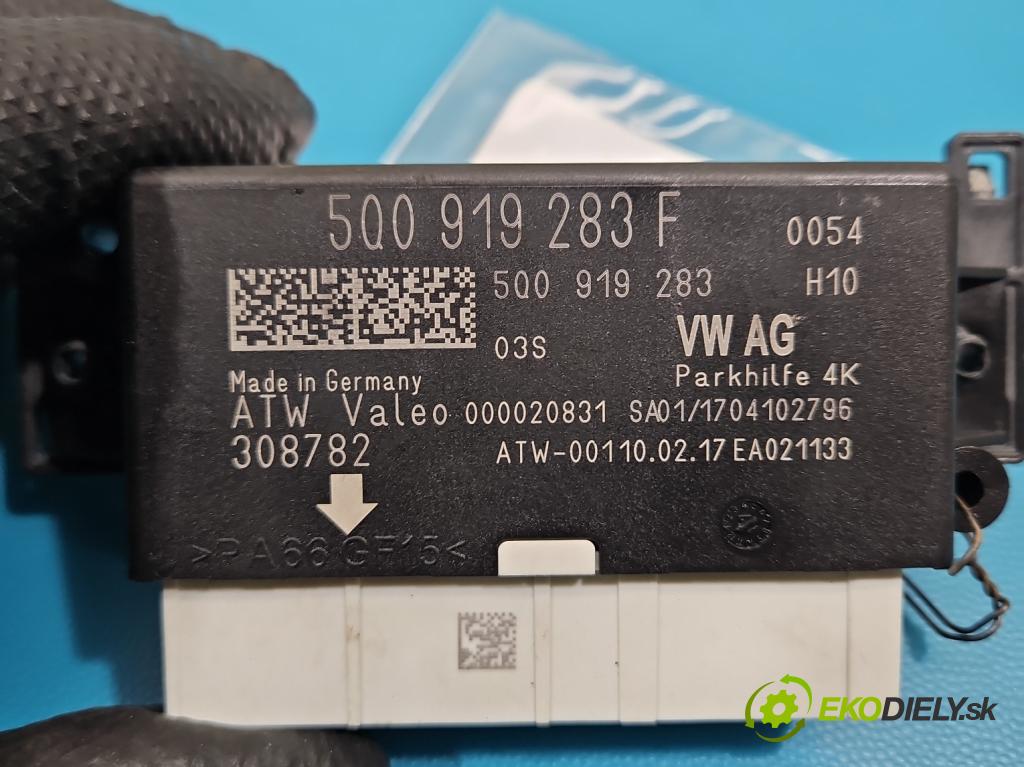 5Q0 919 283 F 0054
5Q0 919 283 H10
03S VW AG
Made in Germany Parkhilfe 4K
ATW Valeo 000020831 SA01/1704102796
308782 ATW-00110.02.17 EA021133
>PA66 GF15<
EKODIELY.sk